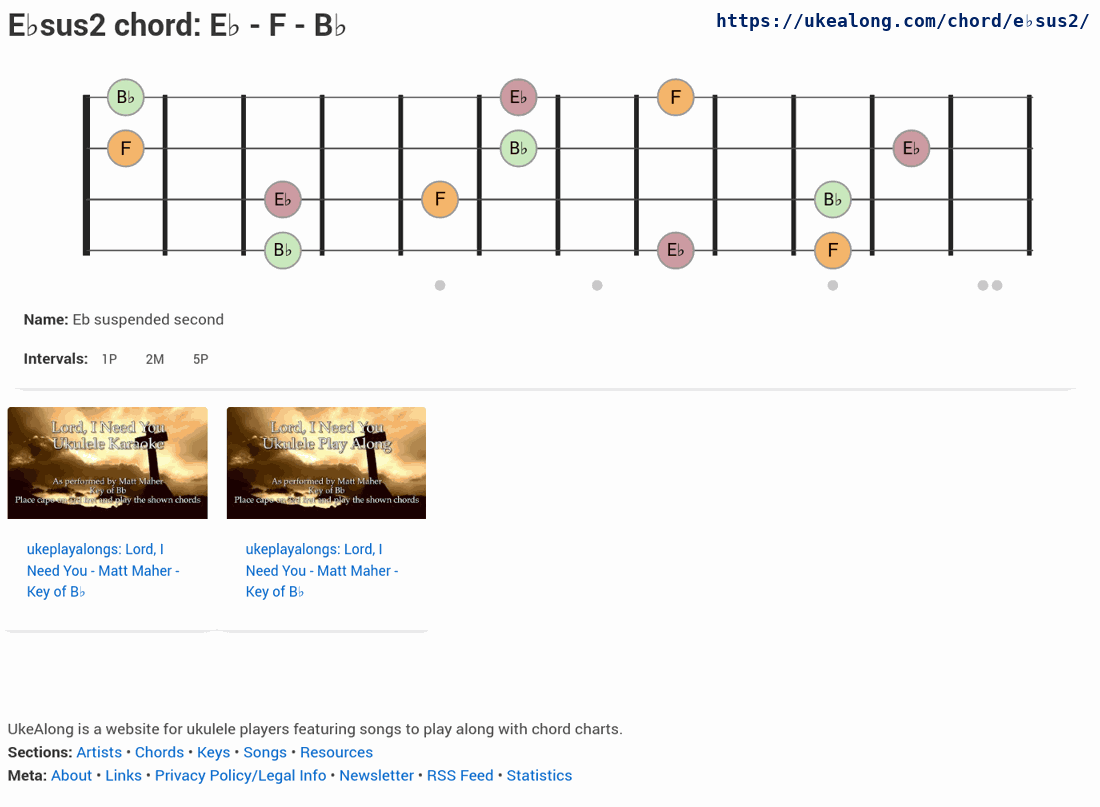 E♭sus2 chord: E♭ - F - B♭
https://ukealong.com/chord/e♭sus2/
B♭ E♭ F
F B♭ E♭
E♭ F B♭
B♭ E♭ F
Name: Eb suspended second
Intervals: 1P 2M 5P
Lord, I Need You
Ukulele Karaoke
As performed by Matt Maher
Key of Bb
Place capo on and play the shown chords
Lord, I Need You
Ukulele Play Along
As performed by Matt Maher
Key of Bb
Place capo on and play the shown chords
ukeplayalongs: Lord, I
Need You - Matt Maher -
Key of B♭
ukeplayalongs: Lord, I
Need You - Matt Maher -
Key of B♭
UkeAlong is a website for ukulele players featuring songs to play along with chord charts.
Sections: Artists • Chords • Keys • Songs • Resources
Meta: About • Links • Privacy Policy/Legal Info • Newsletter • RSS Feed • Statistics